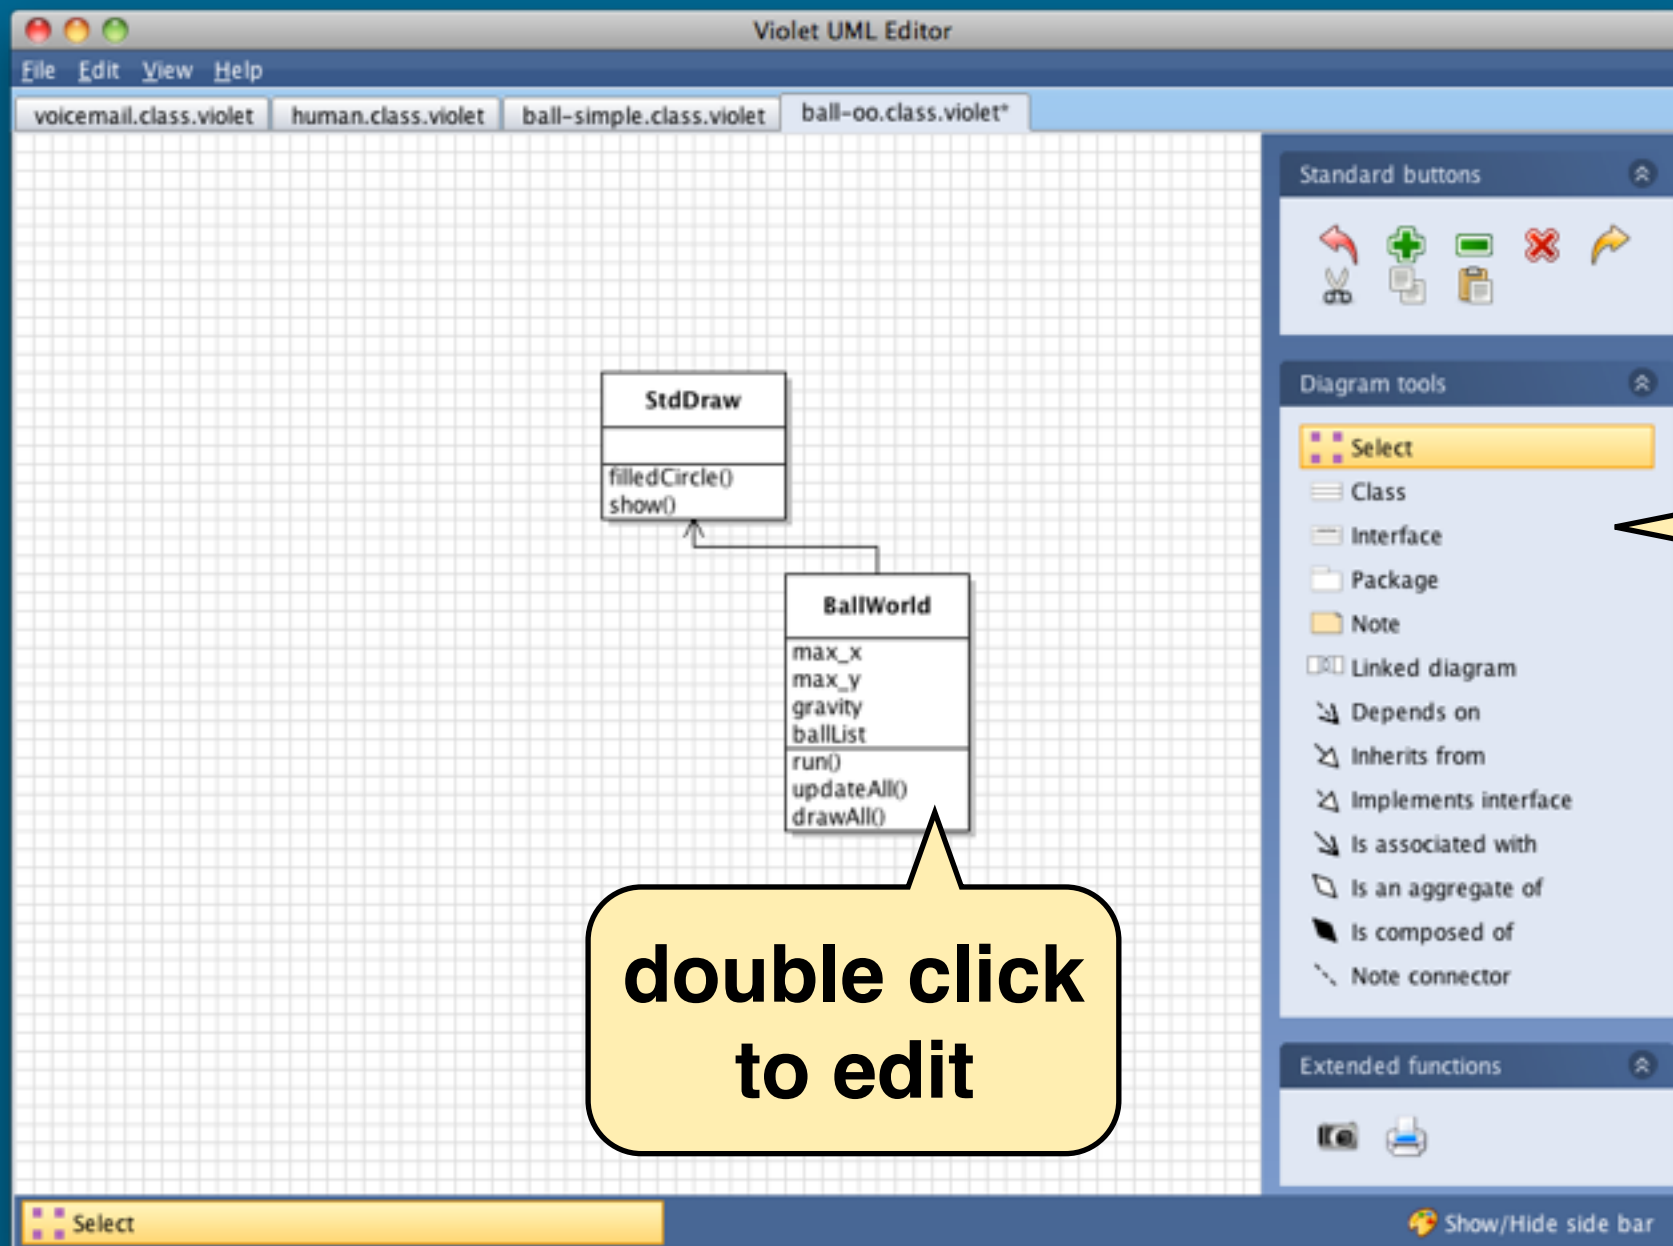 Violet UML Editor
File Edit View Help
voicemail.class.violet human.class.violet ball-simple.class.violet ball-oo.class.violet*
StdDraw
filledCircle()
show()
BallWorld
max_x
max_y
gravity
ballList
run()
updateAll()
drawAll()
double click
to edit
Standard buttons
Diagram tools
Select
Class
Interface
Package
Note
Linked diagram
Depends on
Inherits from
Implements interface
Is associated with
Is an aggregate of
Is composed of
Note connector
Extended functions
Select
Show/Hide side bar